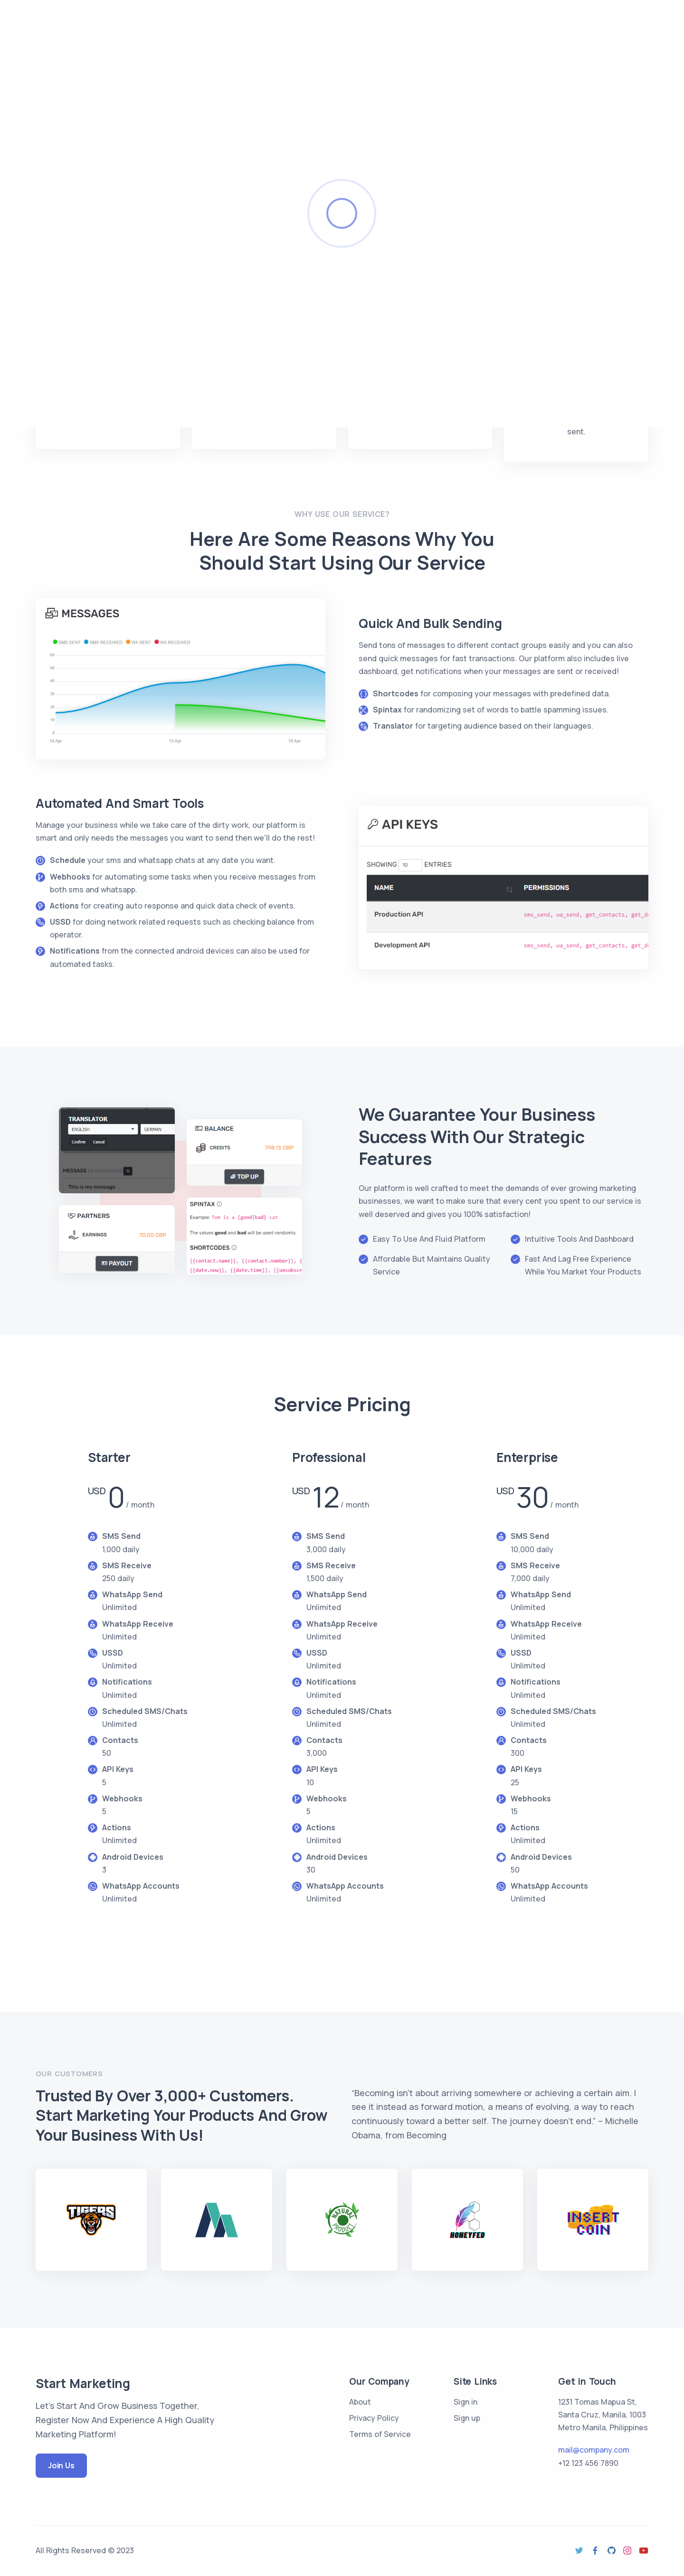 sent.
WHY USE OUR SERVICE?
Here Are Some Reasons Why You
Should Start Using Our Service
MESSAGES
SMS SENT SMS RECEIVED WA SENT WA RECEIVED
60
50
40
30
20
10
0
14 Apr 15 Apr 16 Apr
Quick And Bulk Sending
Send tons of messages to different contact groups easily and you can also
send quick messages for fast transactions. Our platform also includes live
dashboard, get notifications when your messages are sent or received!
Shortcodes for composing your messages with predefined data.
Spintax for randomizing set of words to battle spamming issues.
Translator for targeting audience based on their languages.
Automated And Smart Tools
Manage your business while we take care of the dirty work, our platform is
smart and only needs the messages you want to send then we'll do the rest!
Schedule your sms and whatsapp chats at any date you want.
Webhooks for automating some tasks when you receive messages from
both sms and whatsapp.
Actions for creating auto response and quick data check of events.
USSD for doing network related requests such as checking balance from
operator.
Notifications from the connected android devices can also be used for
automated tasks.
API KEYS
SHOWING 10 ENTRIES
NAME PERMISSIONS
Production API sms_send, wa_send, get_contacts, get_de
Development API sms_send, wa_send, get_contacts, get_de
TRANSLATOR
ENGLISH GERMAN
Confirm Cancel
MESSAGE
This is my message
BALANCE
CREDITS 798.13 GBP
TOP UP
PARTNERS
EARNINGS 70.00 GBP
PAYOUT
SPINTAX
Example: Tom is a {good|bad} cat
The values good and bad will be used randomly.
SHORTCODES
{{contact.name}}, {{contact.number}}, {
{{date.now}}, {{date.time}}, {{unsubscr
We Guarantee Your Business
Success With Our Strategic
Features
Our platform is well crafted to meet the demands of ever growing marketing
businesses, we want to make sure that every cent you spent to our service is
well deserved and gives you 100% satisfaction!
Easy To Use And Fluid Platform
Intuitive Tools And Dashboard
Affordable But Maintains Quality
Service
Fast And Lag Free Experience
While You Market Your Products
Service Pricing
Starter
USD 0 / month
SMS Send
1,000 daily
SMS Receive
250 daily
WhatsApp Send
Unlimited
WhatsApp Receive
Unlimited
USSD
Unlimited
Notifications
Unlimited
Scheduled SMS/Chats
Unlimited
Contacts
50
API Keys
5
Webhooks
5
Actions
Unlimited
Android Devices
3
WhatsApp Accounts
Unlimited
Professional
USD 12 / month
SMS Send
3,000 daily
SMS Receive
1,500 daily
WhatsApp Send
Unlimited
WhatsApp Receive
Unlimited
USSD
Unlimited
Notifications
Unlimited
Scheduled SMS/Chats
Unlimited
Contacts
3,000
API Keys
10
Webhooks
5
Actions
Unlimited
Android Devices
30
WhatsApp Accounts
Unlimited
Enterprise
USD 30 / month
SMS Send
10,000 daily
SMS Receive
7,000 daily
WhatsApp Send
Unlimited
WhatsApp Receive
Unlimited
USSD
Unlimited
Notifications
Unlimited
Scheduled SMS/Chats
Unlimited
Contacts
300
API Keys
25
Webhooks
15
Actions
Unlimited
Android Devices
50
WhatsApp Accounts
Unlimited
OUR CUSTOMERS
Trusted By Over 3,000+ Customers.
Start Marketing Your Products And Grow
Your Business With Us!
“Becoming isn't about arriving somewhere or achieving a certain aim. I
see it instead as forward motion, a means of evolving, a way to reach
continuously toward a better self. The journey doesn't end.” – Michelle
Obama, from Becoming
TIGERS
NATURE
PRODUCT
HONEYFED
INSERT
COIN
Start Marketing
Let's Start And Grow Business Together,
Register Now And Experience A High Quality
Marketing Platform!
Join Us
Our Company
About
Privacy Policy
Terms of Service
Site Links
Sign in
Sign up
Get in Touch
1231 Tomas Mapua St,
Santa Cruz, Manila, 1003
Metro Manila, Philippines
mail@company.com
+12 123 456 7890
All Rights Reserved © 2023